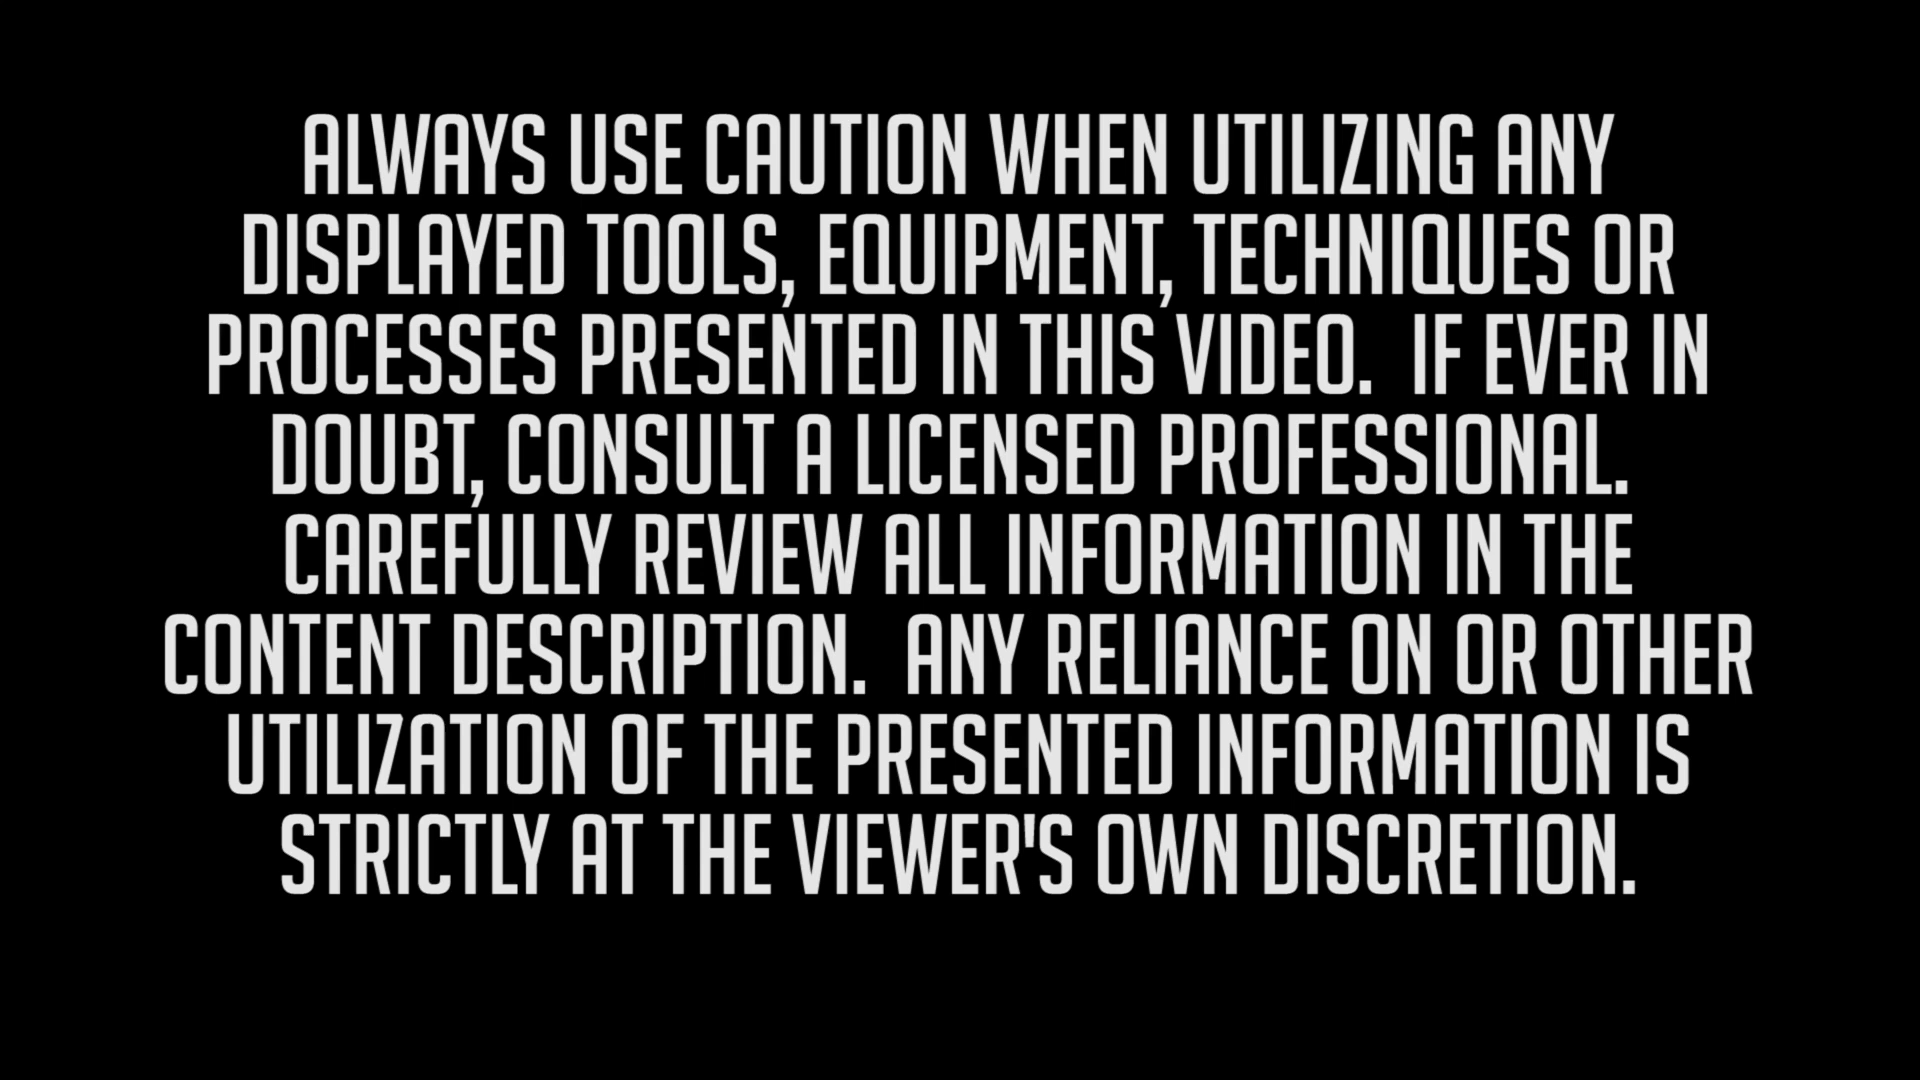 ALWAYS USE CAUTION WHEN UTILIZING ANY
DISPLAYED TOOLS, EQUIPMENT, TECHNIQUES OR
PROCESSES PRESENTED IN THIS VIDEO.  IF EVER IN
DOUBT, CONSULT A LICENSED PROFESSIONAL.
CAREFULLY REVIEW ALL INFORMATION IN THE
CONTENT DESCRIPTION.  ANY RELIANCE ON OR OTHER
UTILIZATION OF THE PRESENTED INFORMATION IS
STRICTLY AT THE VIEWER'S OWN DISCRETION.